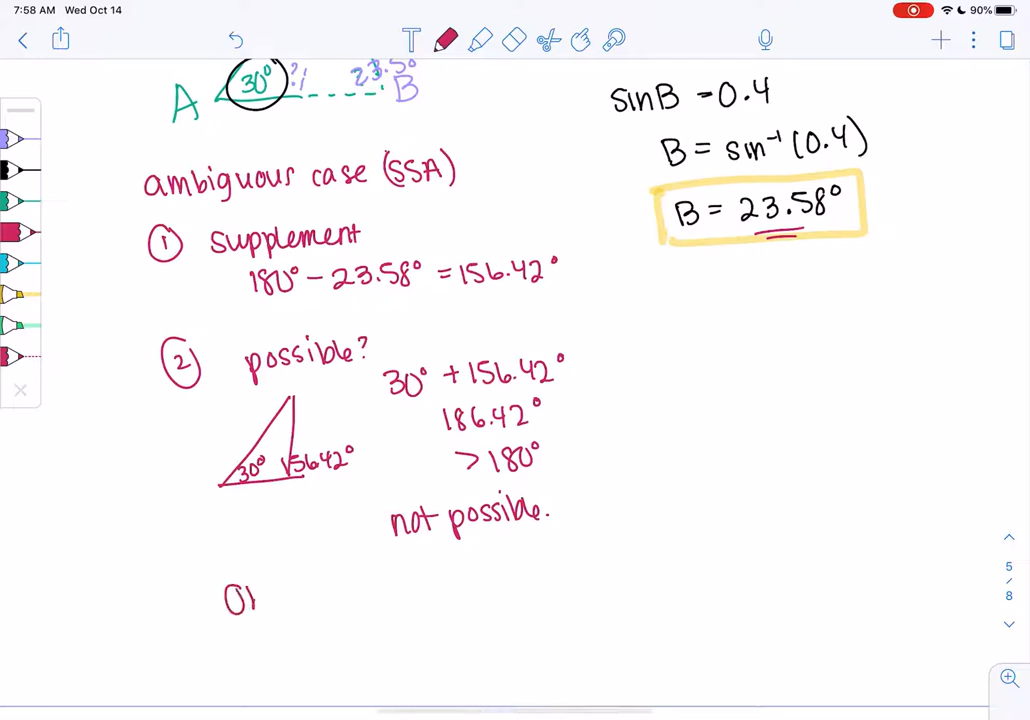 7:58 AM Wed Oct 14
90%
T
30° ?! 23.5°
A B
sinB = 0.4
B = sin⁻¹ (0.4)
B = 23.58°
ambiguous case (SSA)
① supplement
180° - 23.58° = 156.42°
② possible?
30° + 156.42°
186.42°
> 180°
30° 156.42°
not possible.
5
/
8